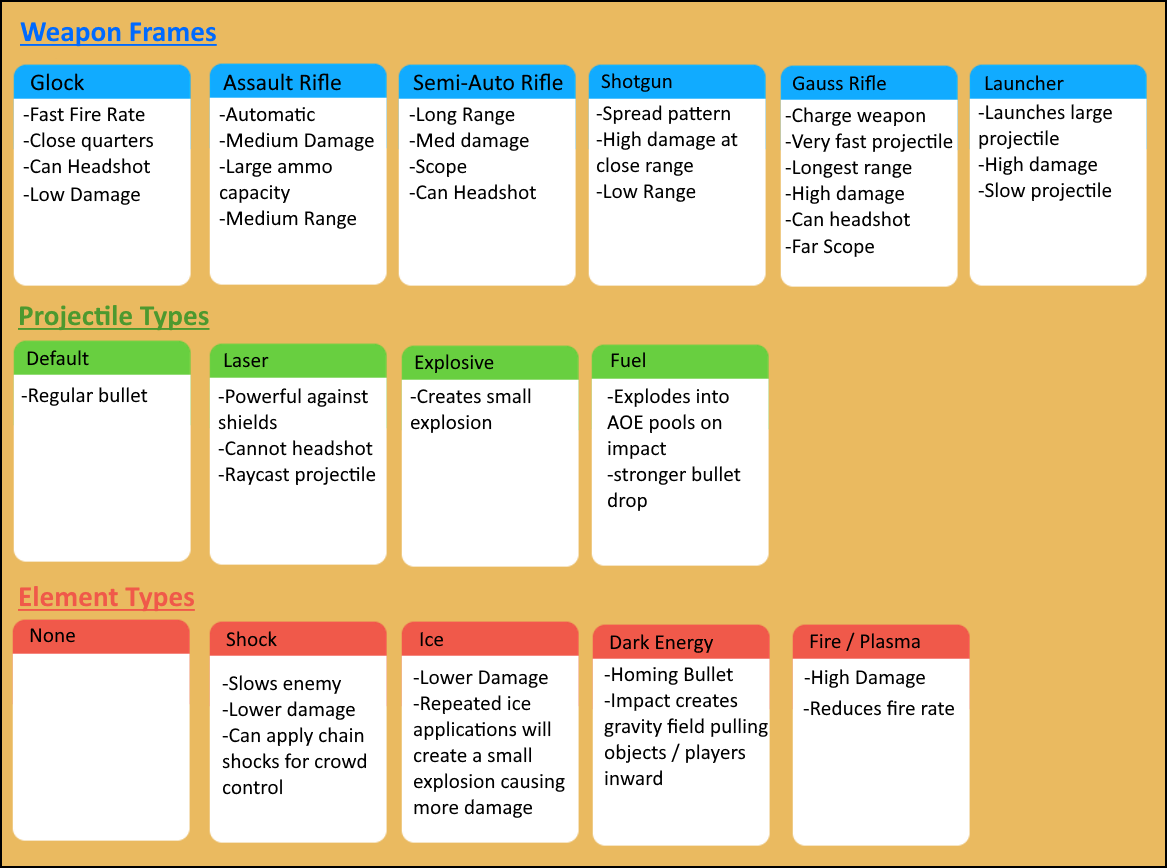 Weapon Frames
Glock
-Fast Fire Rate
-Close quarters
-Can Headshot
-Low Damage
Assault Rifle
-Automatic
-Medium Damage
-Large ammo
capacity
-Medium Range
Semi-Auto Rifle
-Long Range
-Med damage
-Scope
-Can Headshot
Shotgun
-Spread pattern
-High damage at
close range
-Low Range
Gauss Rifle
-Charge weapon
-Very fast projectile
-Longest range
-High damage
-Can headshot
-Far Scope
Launcher
-Launches large
projectile
-High damage
-Slow projectile
Projectile Types
Default
-Regular bullet
Laser
-Powerful against
shields
-Cannot headshot
-Raycast projectile
Explosive
-Creates small
explosion
Fuel
-Explodes into
AOE pools on
impact
-stronger bullet
drop
Element Types
None
Shock
-Slows enemy
-Lower damage
-Can apply chain
shocks for crowd
control
Ice
-Lower Damage
-Repeated ice
applications will
create a small
explosion causing
more damage
Dark Energy
-Homing Bullet
-Impact creates
gravity field pulling
objects / players
inward
Fire / Plasma
-High Damage
-Reduces fire rate